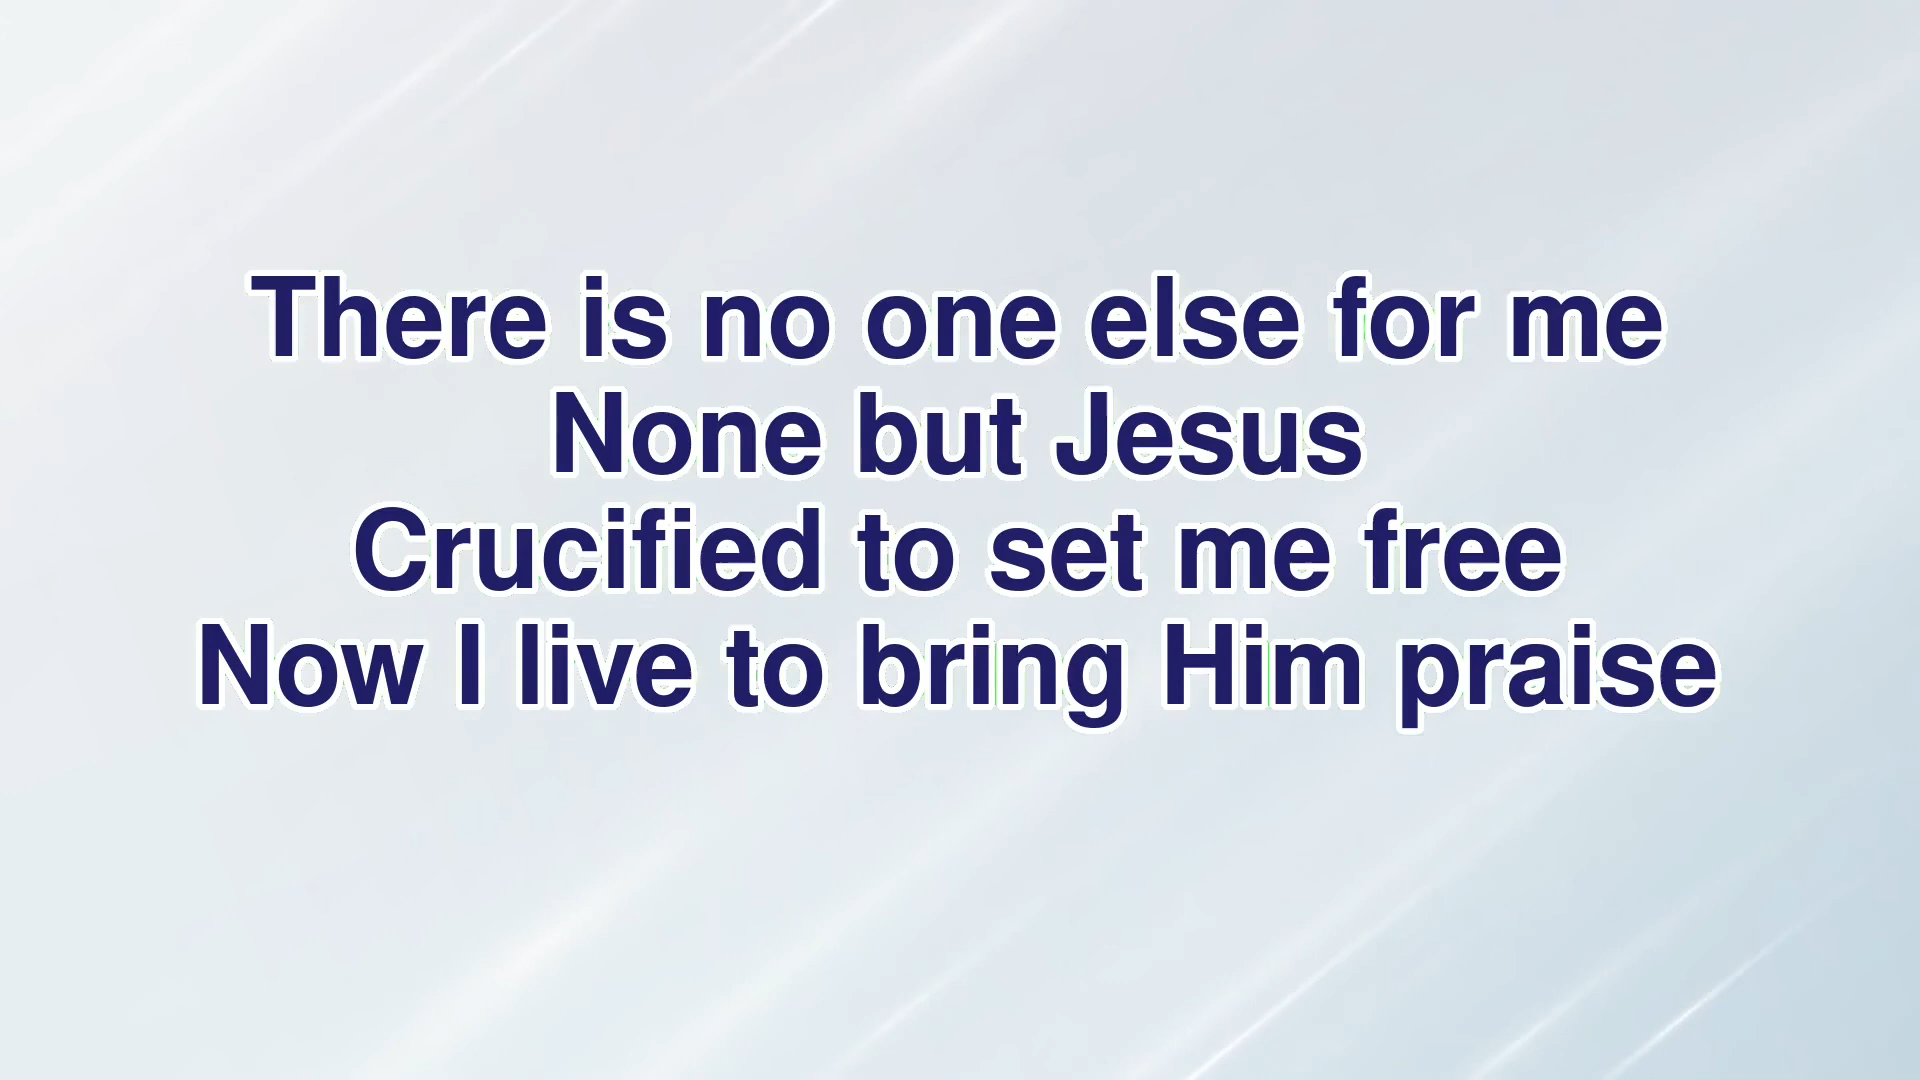 There is no one else for me
None but Jesus
Crucified to set me free
Now I live to bring Him praise